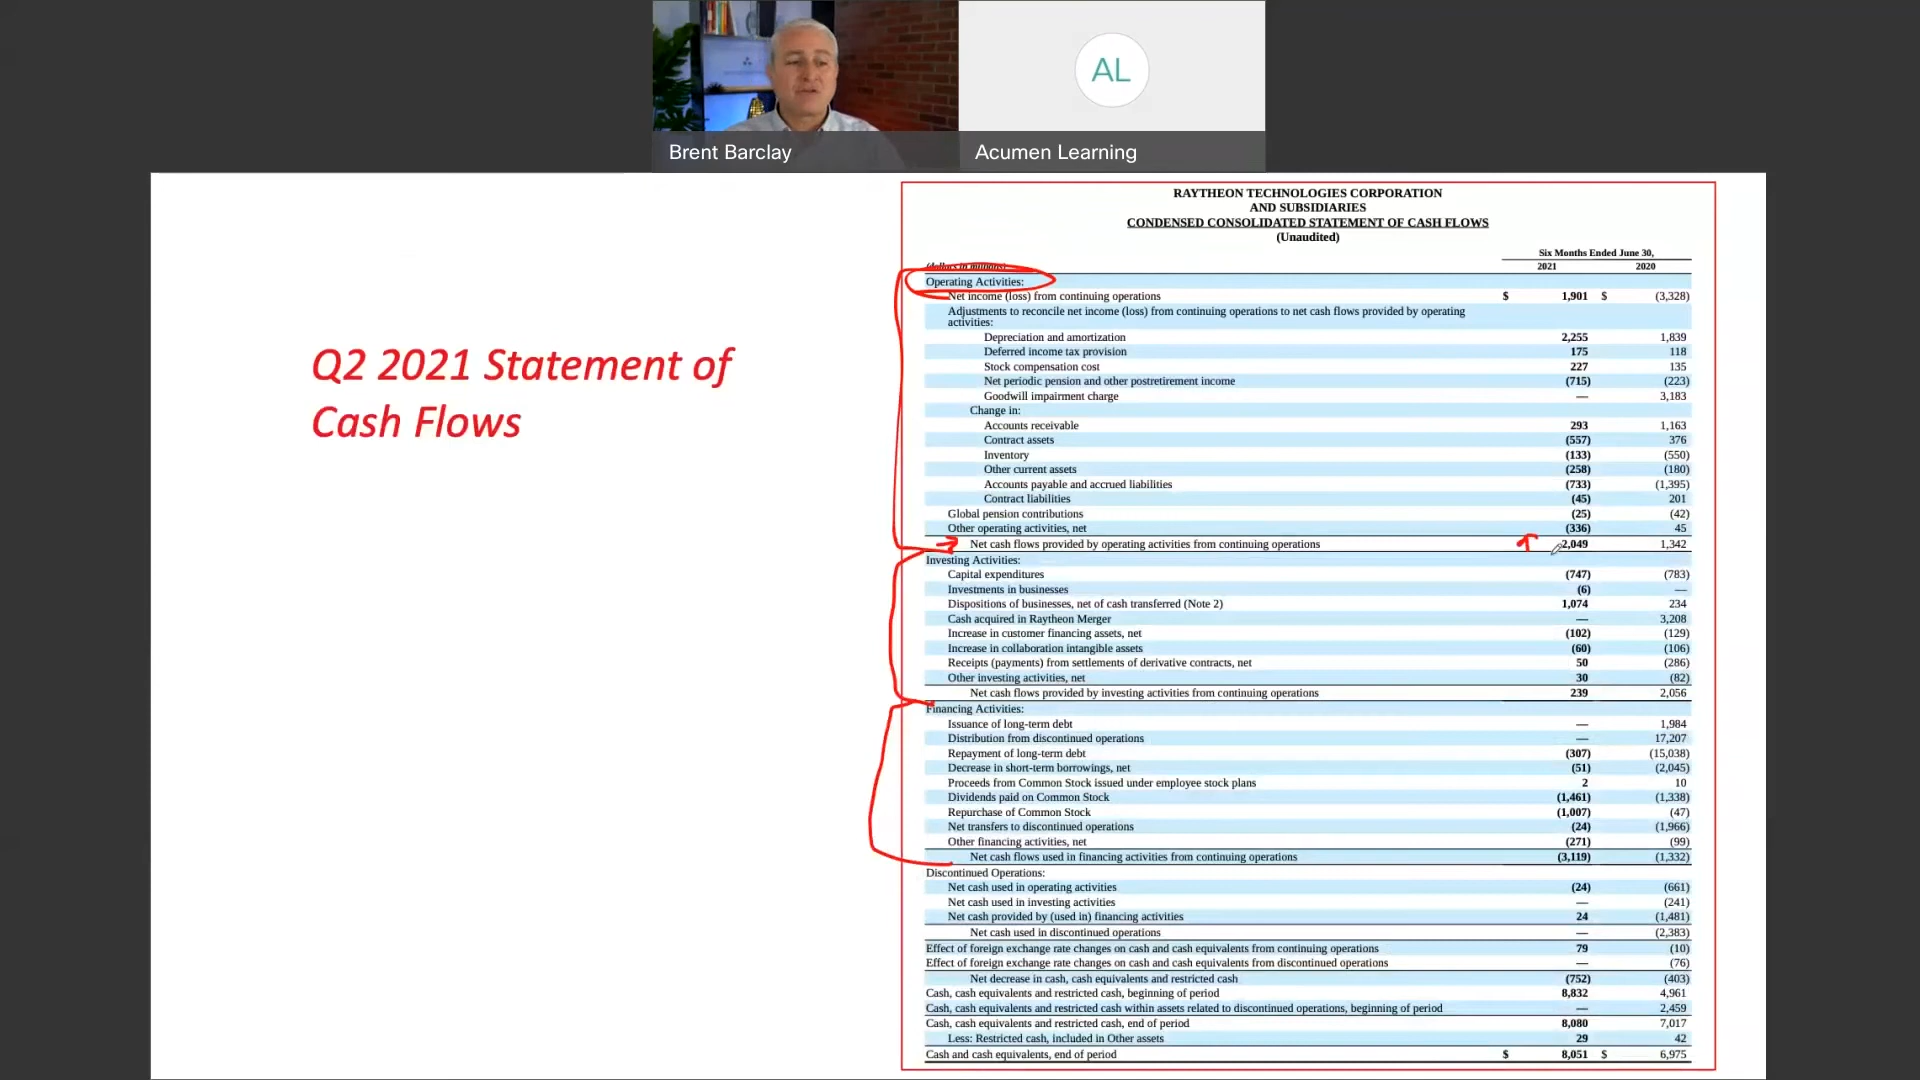 Brent Barclay
AL
Acumen Learning
Q2 2021 Statement of
Cash Flows
RAYTHEON TECHNOLOGIES CORPORATION
AND SUBSIDIARIES
CONDENSED CONSOLIDATED STATEMENT OF CASH FLOWS
(Unaudited)
Six Months Ended June 30,
(dollars in millions) 2021 2020
Operating Activities:
Net income (loss) from continuing operations $ 1,901 $ (3,328)
Adjustments to reconcile net income (loss) from continuing operations to net cash flows provided by operating
activities:
Depreciation and amortization 2,255 1,839
Deferred income tax provision 175 118
Stock compensation cost 227 135
Net periodic pension and other postretirement income (715) (223)
Goodwill impairment charge — 3,183
Change in:
Accounts receivable 293 1,163
Contract assets (557) 376
Inventory (133) (550)
Other current assets (258) (180)
Accounts payable and accrued liabilities (733) (1,395)
Contract liabilities (45) 201
Global pension contributions (25) (42)
Other operating activities, net (336) 45
Net cash flows provided by operating activities from continuing operations 2,049 1,342
Investing Activities:
Capital expenditures (747) (783)
Investments in businesses (6) —
Dispositions of businesses, net of cash transferred (Note 2) 1,074 234
Cash acquired in Raytheon Merger — 3,208
Increase in customer financing assets, net (102) (129)
Increase in collaboration intangible assets (60) (106)
Receipts (payments) from settlements of derivative contracts, net 50 (286)
Other investing activities, net 30 (82)
Net cash flows provided by investing activities from continuing operations 239 2,056
Financing Activities:
Issuance of long-term debt — 1,984
Distribution from discontinued operations — 17,207
Repayment of long-term debt (307) (15,038)
Decrease in short-term borrowings, net (51) (2,045)
Proceeds from Common Stock issued under employee stock plans 2 10
Dividends paid on Common Stock (1,461) (1,338)
Repurchase of Common Stock (1,007) (47)
Net transfers to discontinued operations (24) (1,966)
Other financing activities, net (271) (99)
Net cash flows used in financing activities from continuing operations (3,119) (1,332)
Discontinued Operations:
Net cash used in operating activities (24) (661)
Net cash used in investing activities — (241)
Net cash provided by (used in) financing activities 24 (1,481)
Net cash used in discontinued operations — (2,383)
Effect of foreign exchange rate changes on cash and cash equivalents from continuing operations 79 (10)
Effect of foreign exchange rate changes on cash and cash equivalents from discontinued operations — (76)
Net decrease in cash, cash equivalents and restricted cash (752) (403)
Cash, cash equivalents and restricted cash, beginning of period 8,832 4,961
Cash, cash equivalents and restricted cash within assets related to discontinued operations, beginning of period — 2,459
Cash, cash equivalents and restricted cash, end of period 8,080 7,017
Less: Restricted cash, included in Other assets 29 42
Cash and cash equivalents, end of period $ 8,051 $ 6,975